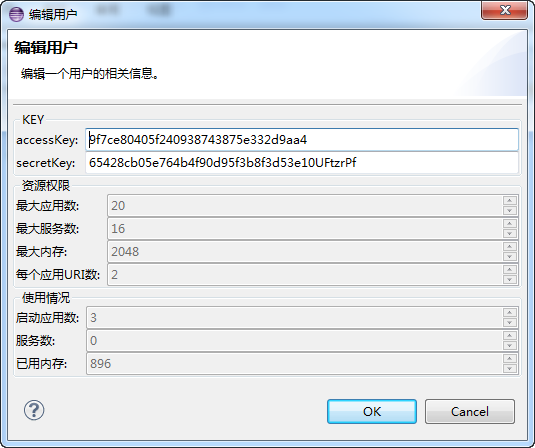 编辑用户
编辑用户
编辑一个用户的相关信息。
KEY
accessKey: 9f7ce80405f240938743875e332d9aa4
secretKey: 65428cb05e764b4f90d95f3b8f3d53e10UFtzrPf
资源权限
最大应用数: 20
最大服务数: 16
最大内存: 2048
每个应用URI数: 2
使用情况
启动应用数: 3
服务数: 0
已用内存: 896
?
OK Cancel